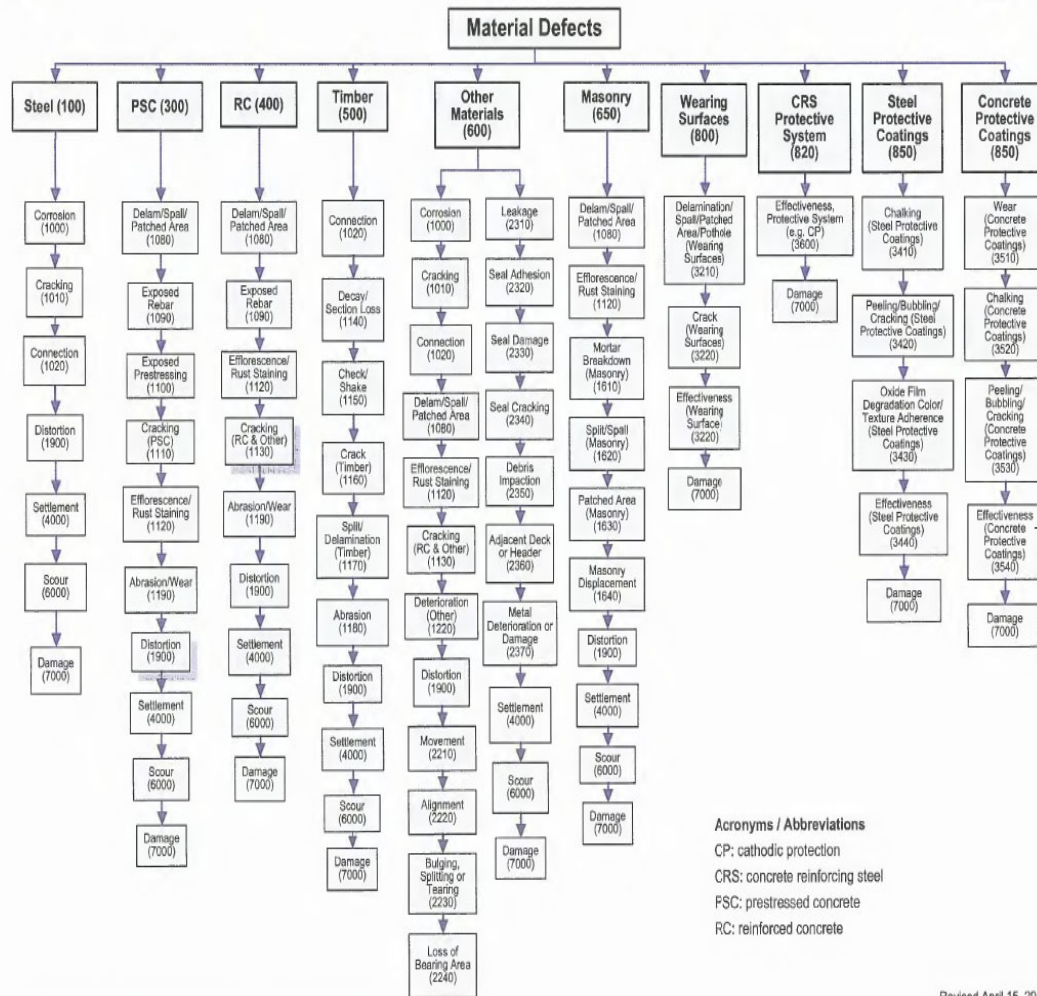 Material Defects
Steel (100)
Corrosion
(1000)
Cracking
(1010)
Connection
(1020)
Distortion
(1900)
Settlement
(4000)
Scour
(6000)
Damage
(7000)
PSC (300)
Delam/Spall/
Patched Area
(1080)
Exposed
Rebar
(1090)
Exposed
Prestressing
(1100)
Cracking
(PSC)
(1110)
Efflorescence/
Rust Staining
(1120)
Abrasion/Wear
(1190)
Distortion
(1900)
Settlement
(4000)
Scour
(6000)
Damage
(7000)
RC (400)
Delam/Spall/
Patched Area
(1080)
Exposed
Rebar
(1090)
Efflorescence/
Rust Staining
(1120)
Cracking
(RC & Other)
(1130)
Abrasion/Wear
(1190)
Distortion
(1900)
Settlement
(4000)
Scour
(6000)
Damage
(7000)
Timber
(500)
Connection
(1020)
Decay/
Section Loss
(1140)
Check/
Shake
(1150)
Crack
(Timber)
(1160)
Split/
Delamination
(Timber)
(1170)
Abrasion
(1180)
Distortion
(1900)
Settlement
(4000)
Scour
(6000)
Damage
(7000)
Other
Materials
(600)
Corrosion
(1000)
Cracking
(1010)
Connection
(1020)
Delam/Spall/
Patched Area
(1080)
Efflorescence/
Rust Staining
(1120)
Cracking
(RC & Other)
(1130)
Deterioration
(Other)
(1220)
Distortion
(1900)
Movement
(2210)
Alignment
(2220)
Bulging,
Splitting or
Tearing
(2230)
Loss of
Bearing Area
(2240)
Leakage
(2310)
Seal Adhesion
(2320)
Seal Damage
(2330)
Seal Cracking
(2340)
Debris
Impaction
(2350)
Adjacent Deck
or Header
(2360)
Metal
Deterioration or
Damage
(2370)
Settlement
(4000)
Scour
(6000)
Damage
(7000)
Masonry
(650)
Delam/Spall/
Patched Area
(1080)
Efflorescence/
Rust Staining
(1120)
Mortar
Breakdown
(Masonry)
(1610)
Split/Spall
(Masonry)
(1620)
Patched Area
(Masonry)
(1630)
Masonry
Displacement
(1640)
Distortion
(1900)
Settlement
(4000)
Scour
(6000)
Damage
(7000)
Wearing
Surfaces
(800)
Delamination/
Spall/Patched
Area/Pothole
(Wearing
Surfaces)
(3210)
Crack
(Wearing
Surfaces)
(3220)
Effectiveness
(Wearing
Surface)
(3220)
Damage
(7000)
CRS
Protective
System
(820)
Effectiveness,
Protective System
(e.g. CP)
(3600)
Damage
(7000)
Steel
Protective
Coatings
(850)
Chalking
(Steel Protective
Coatings)
(3410)
Peeling/Bubbling/
Cracking (Steel
Protective Coatings)
(3420)
Oxide Film
Degradation Color/
Texture Adherence
(Steel Protective
Coatings)
(3430)
Effectiveness
(Steel Protective
Coatings)
(3440)
Damage
(7000)
Concrete
Protective
Coatings
(850)
Wear
(Concrete
Protective
Coatings)
(3510)
Chalking
(Concrete
Protective
Coatings)
(3520)
Peeling/
Bubbling/
Cracking
(Concrete
Protective
Coatings)
(3530)
Effectiveness
(Concrete
Protective
Coatings)
(3540)
Damage
(7000)
Acronyms / Abbreviations
CP: cathodic protection
CRS: concrete reinforcing steel
PSC: prestressed concrete
RC: reinforced concrete
Revised April 15, 20